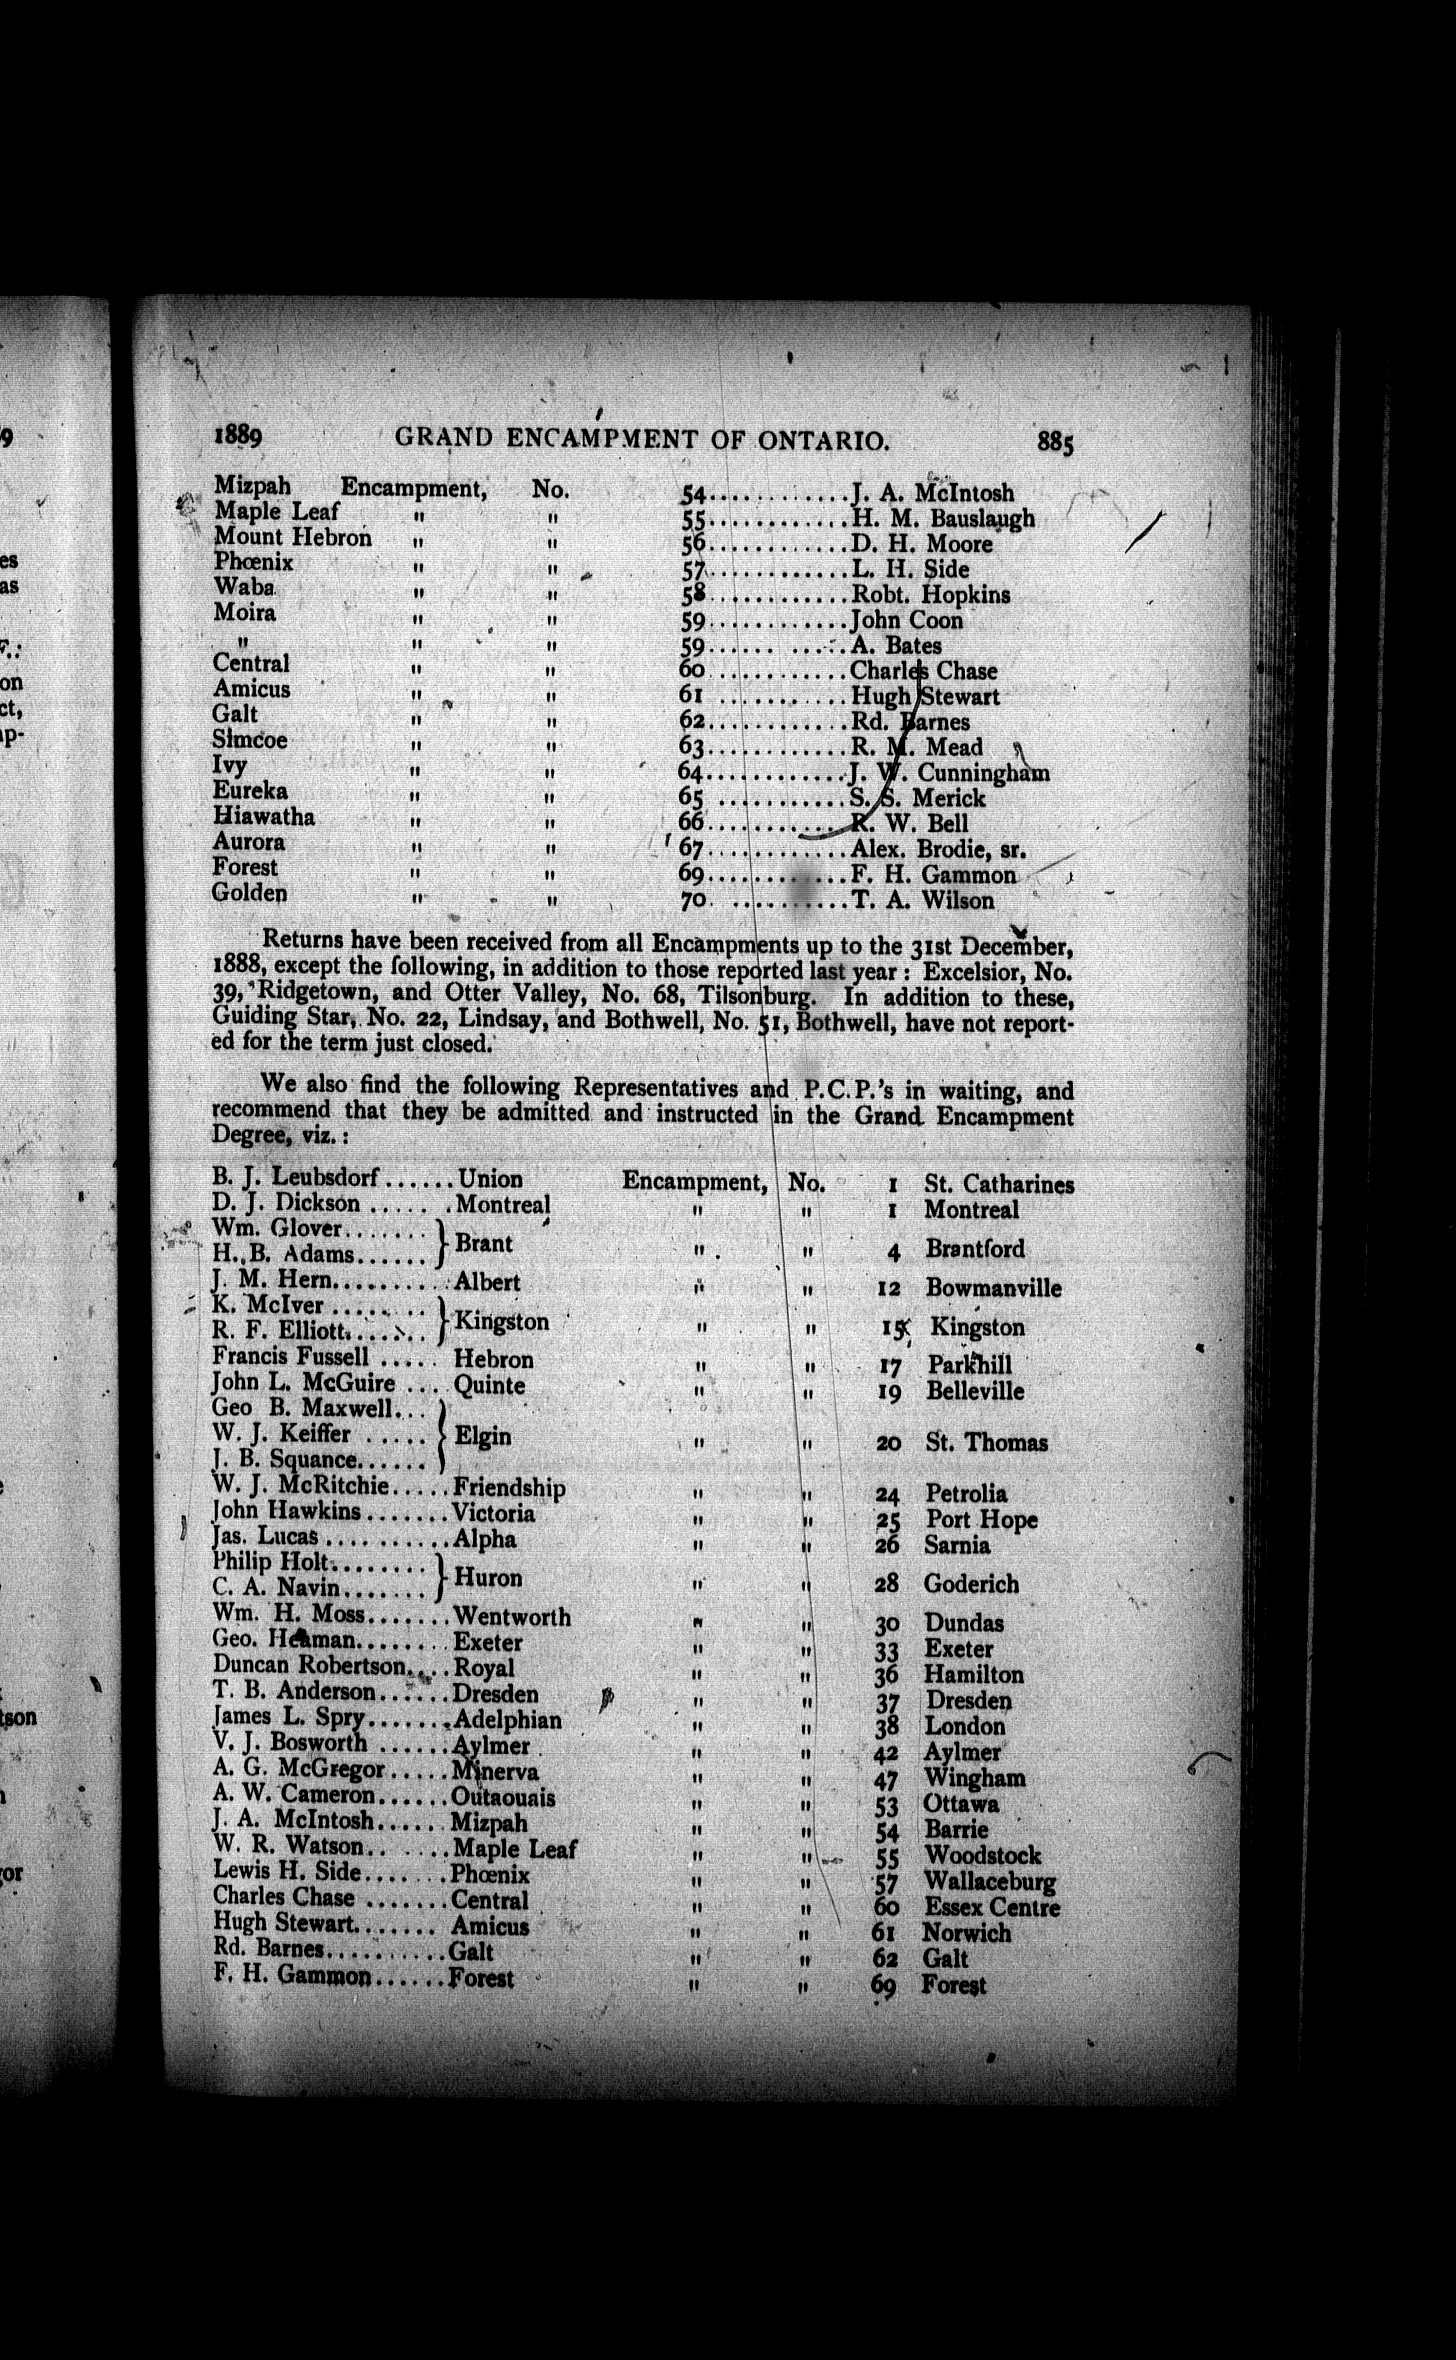 1889 GRAND ENCAMPMENT OF ONTARIO. 885
Mizpah Encampment, No. 54............J. A. McIntosh
Maple Leaf " " 55............H. M. Bauslaugh
Mount Hebron " " 56............D. H. Moore
Phœnix " " 57............L. H. Side
Waba " " 58............Robt. Hopkins
Moira " " 59............John Coon
" " " 59...... .....A. Bates
Central " " 60............Charles Chase
Amicus " " 61 ...........Hugh Stewart
Galt " " 62............Rd. Barnes
Simcoe " " 63............R. M. Mead
Ivy " " 64............J. W. Cunningham
Eureka " " 65 ...........S. S. Merick
Hiawatha " " 66............R. W. Bell
Aurora " " 67............Alex. Brodie, sr.
Forest " " 69............F. H. Gammon
Golden " " 70. ..........T. A. Wilson
Returns have been received from all Encampments up to the 31st December,
1888, except the following, in addition to those reported last year : Excelsior, No.
39, Ridgetown, and Otter Valley, No. 68, Tilsonburg. In addition to these,
Guiding Star, No. 22, Lindsay, and Bothwell, No. 51, Bothwell, have not report-
ed for the term just closed.
We also find the following Representatives and P.C.P.'s in waiting, and
recommend that they be admitted and instructed in the Grand Encampment
Degree, viz. :
B. J. Leubsdorf......Union Encampment, No. 1 St. Catharines
D. J. Dickson ..... .Montreal " " 1 Montreal
Wm. Glover.......
H. B. Adams...... } Brant " " 4 Brantford
J. M. Hern..........Albert " " 12 Bowmanville
K. McIver ........
R. F. Elliott....... } Kingston " " 15 Kingston
Francis Fussell ..... Hebron " " 17 Parkhill
John L. McGuire .... Quinte " " 19 Belleville
Geo B. Maxwell...
W. J. Keiffer ..... } Elgin " " 20 St. Thomas
J. B. Squance......
W. J. McRitchie.....Friendship " " 24 Petrolia
John Hawkins.......Victoria " " 25 Port Hope
Jas. Lucas ..........Alpha " " 26 Sarnia
Philip Holt........
C. A. Navin....... } Huron " " 28 Goderich
Wm. H. Moss.......Wentworth " " 30 Dundas
Geo. Heaman........Exeter " " 33 Exeter
Duncan Robertson....Royal " " 36 Hamilton
T. B. Anderson......Dresden " " 37 Dresden
James L. Spry.......Adelphian " " 38 London
V. J. Bosworth ......Aylmer " " 42 Aylmer
A. G. McGregor.....Minerva " " 47 Wingham
A. W. Cameron......Outaouais " " 53 Ottawa
J. A. McIntosh......Mizpah " " 54 Barrie
W. R. Watson.. .....Maple Leaf " " 55 Woodstock
Lewis H. Side.......Phœnix " " 57 Wallaceburg
Charles Chase .......Central " " 60 Essex Centre
Hugh Stewart....... Amicus " " 61 Norwich
Rd. Barnes..........Galt " " 62 Galt
F. H. Gammon......Forest " " 69 Forest